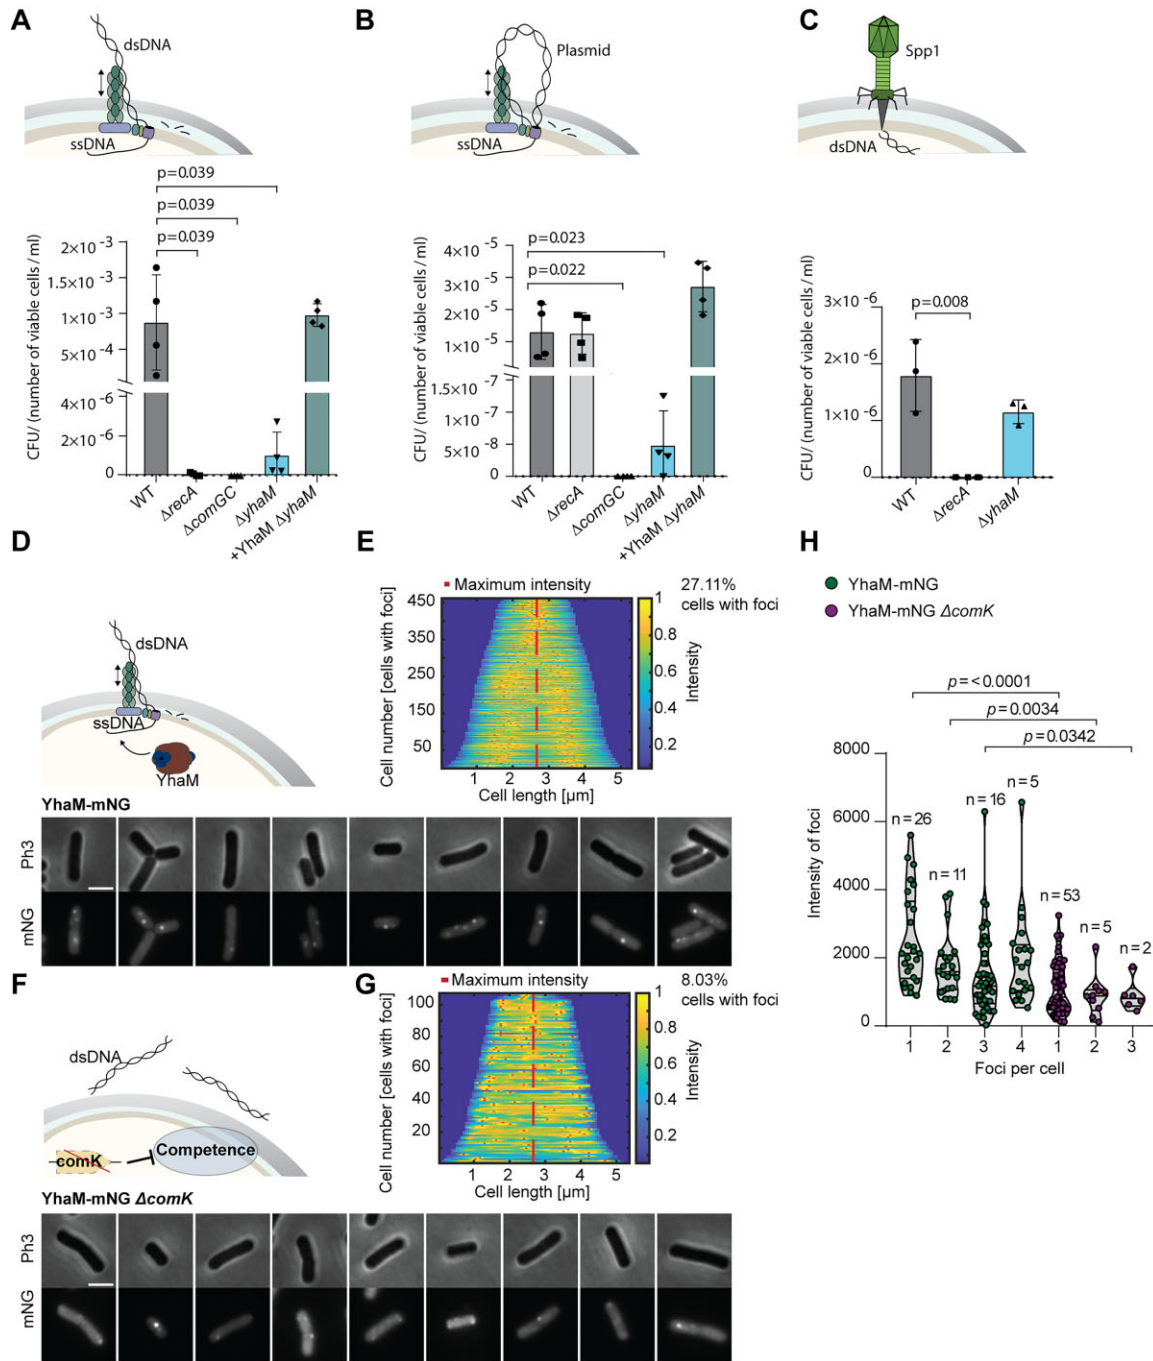 A
dsDNA
ssDNA
p=0.039
p=0.039
p=0.039
CFU/ (number of viable cells / ml)
2×10 -3
1.5×10 -3
1×10 -3
5×10 -4
4×10 -6
2×10 -6
0
WT
ΔrecA
ΔcomGC
ΔyhaM
+YhaM ΔyhaM
B
Plasmid
ssDNA
p=0.023
p=0.022
CFU/ (number of viable cells / ml)
4×10 -5
3×10 -5
2×10 -5
1×10 -5
1.5×10 -7
1×10 -7
5×10 -8
0
WT
ΔrecA
ΔcomGC
ΔyhaM
+YhaM ΔyhaM
C
Spp1
dsDNA
CFU/ (number of viable cells / ml)
p=0.008
3×10 -6
2×10 -6
1×10 -6
0
WT
ΔrecA
ΔyhaM
D
dsDNA
ssDNA
YhaM
YhaM-mNG
Ph3
mNG
E
Maximum intensity
27.11%
cells with foci
Cell number [cells with foci]
450
350
250
150
50
1 2 3 4 5
Cell length [µm]
1
0.8
0.6
0.4
0.2
Intensity
F
dsDNA
comK
Competence
YhaM-mNG ΔcomK
Ph3
mNG
G
Maximum intensity
8.03%
cells with foci
Cell number [cells with foci]
100
80
60
40
20
1 2 3 4 5
Cell length [µm]
1
0.8
0.6
0.4
0.2
Intensity
H
YhaM-mNG
YhaM-mNG ΔcomK
p=<0.0001
p=0.0034
p=0.0342
Intensity of foci
8000
6000
4000
2000
0
n=26
n=11
n=16
n=5
n=53
n=5
n=2
1 2 3 4 1 2 3
Foci per cell